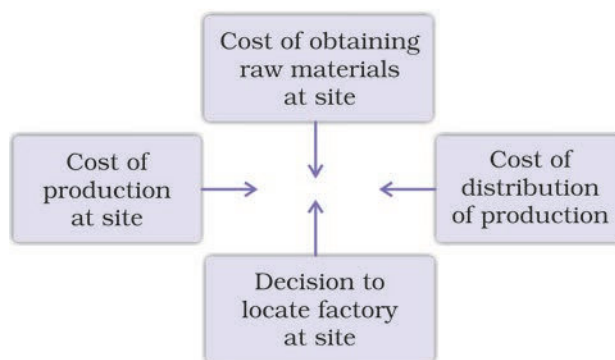 Cost of obtaining
raw materials
at site
Cost of
production
at site
Cost of
distribution
of production
Decision to
locate factory
at site